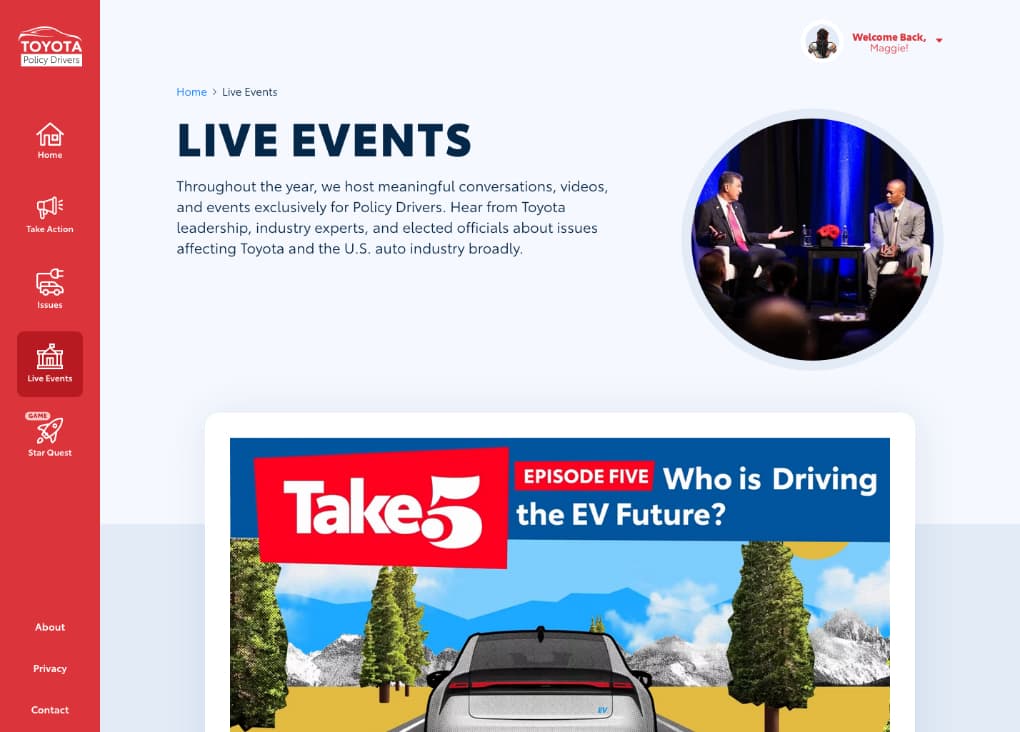 TOYOTA
Policy Drivers
Home
Take Action
Issues
Live Events
GAME
Star Quest
About
Privacy
Contact
Welcome Back,
Maggie!
Home > Live Events
LIVE EVENTS
Throughout the year, we host meaningful conversations, videos,
and events exclusively for Policy Drivers. Hear from Toyota
leadership, industry experts, and elected officials about issues
affecting Toyota and the U.S. auto industry broadly.
Take 5
EPISODE FIVE Who is Driving
the EV Future?
EV